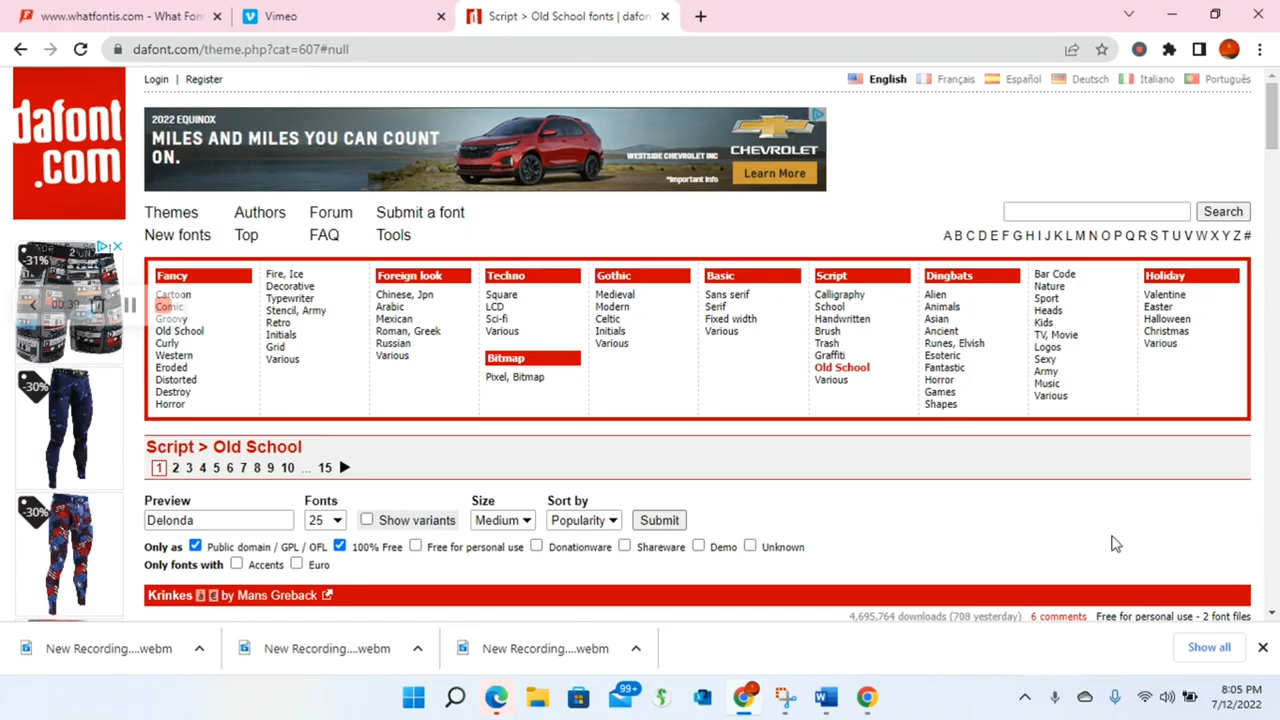 www.whatfontis.com - What Fon
Vimeo
Script > Old School fonts | dafon
dafont.com/theme.php?cat=607#null
dafont
.com
Login | Register
English Français Español Deutsch Italiano Português
2022 EQUINOX
MILES AND MILES YOU CAN COUNT
ON.
WESTSIDE CHEVROLET INC
*Important Info
CHEVROLET
Learn More
Themes Authors Forum Submit a font
New fonts Top FAQ Tools
Search
A B C D E F G H I J K L M N O P Q R S T U V W X Y Z #
Fancy
Cartoon
Comic
Groovy
Old School
Curly
Western
Eroded
Distorted
Destroy
Horror
Fire, Ice
Decorative
Typewriter
Stencil, Army
Retro
Initials
Grid
Various
Foreign look
Chinese, Jpn
Arabic
Mexican
Roman, Greek
Russian
Various
Techno
Square
LCD
Sci-fi
Various
Bitmap
Pixel, Bitmap
Gothic
Medieval
Modern
Celtic
Initials
Various
Basic
Sans serif
Serif
Fixed width
Various
Script
Calligraphy
School
Handwritten
Brush
Trash
Graffiti
Old School
Various
Dingbats
Alien
Animals
Asian
Ancient
Runes, Elvish
Esoteric
Fantastic
Horror
Games
Shapes
Bar Code
Nature
Sport
Heads
Kids
TV, Movie
Logos
Sexy
Army
Music
Various
Holiday
Valentine
Easter
Halloween
Christmas
Various
-31%
00:39
-30%
-30%
Script > Old School
1 2 3 4 5 6 7 8 9 10 ... 15
Preview Fonts Size Sort by
Delonda 25 Show variants Medium Popularity Submit
Only as Public domain / GPL / OFL 100% Free Free for personal use Donationware Shareware Demo Unknown
Only fonts with Accents Euro
Krinkes à € by Mans Greback
4,695,764 downloads (708 yesterday) 6 comments Free for personal use - 2 font files
New Recording....webm New Recording....webm New Recording....webm Show all
99+
8:05 PM
7/12/2022